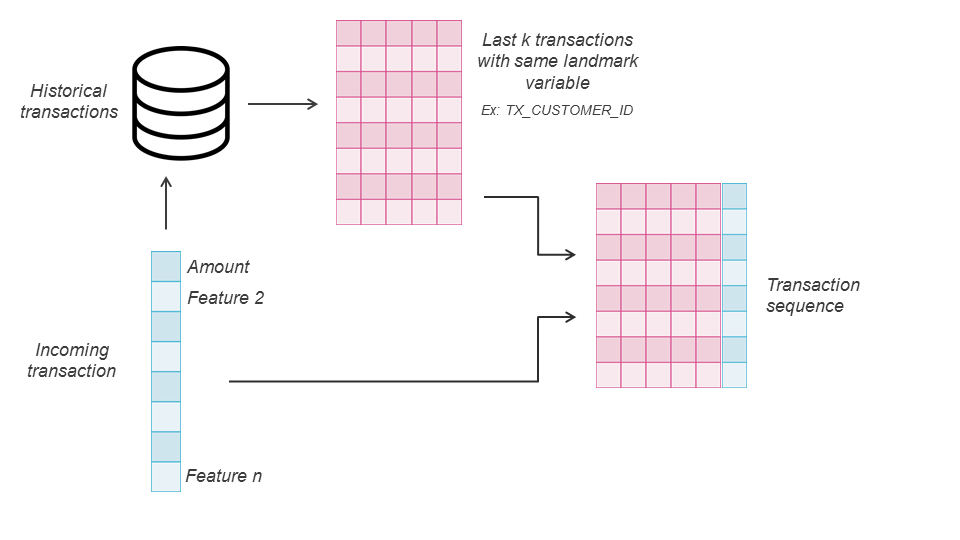 Last k transactions
with same landmark
variable
Ex: TX_CUSTOMER_ID
Historical
transactions
Amount
Feature 2
Incoming
transaction
Feature n
Transaction
sequence